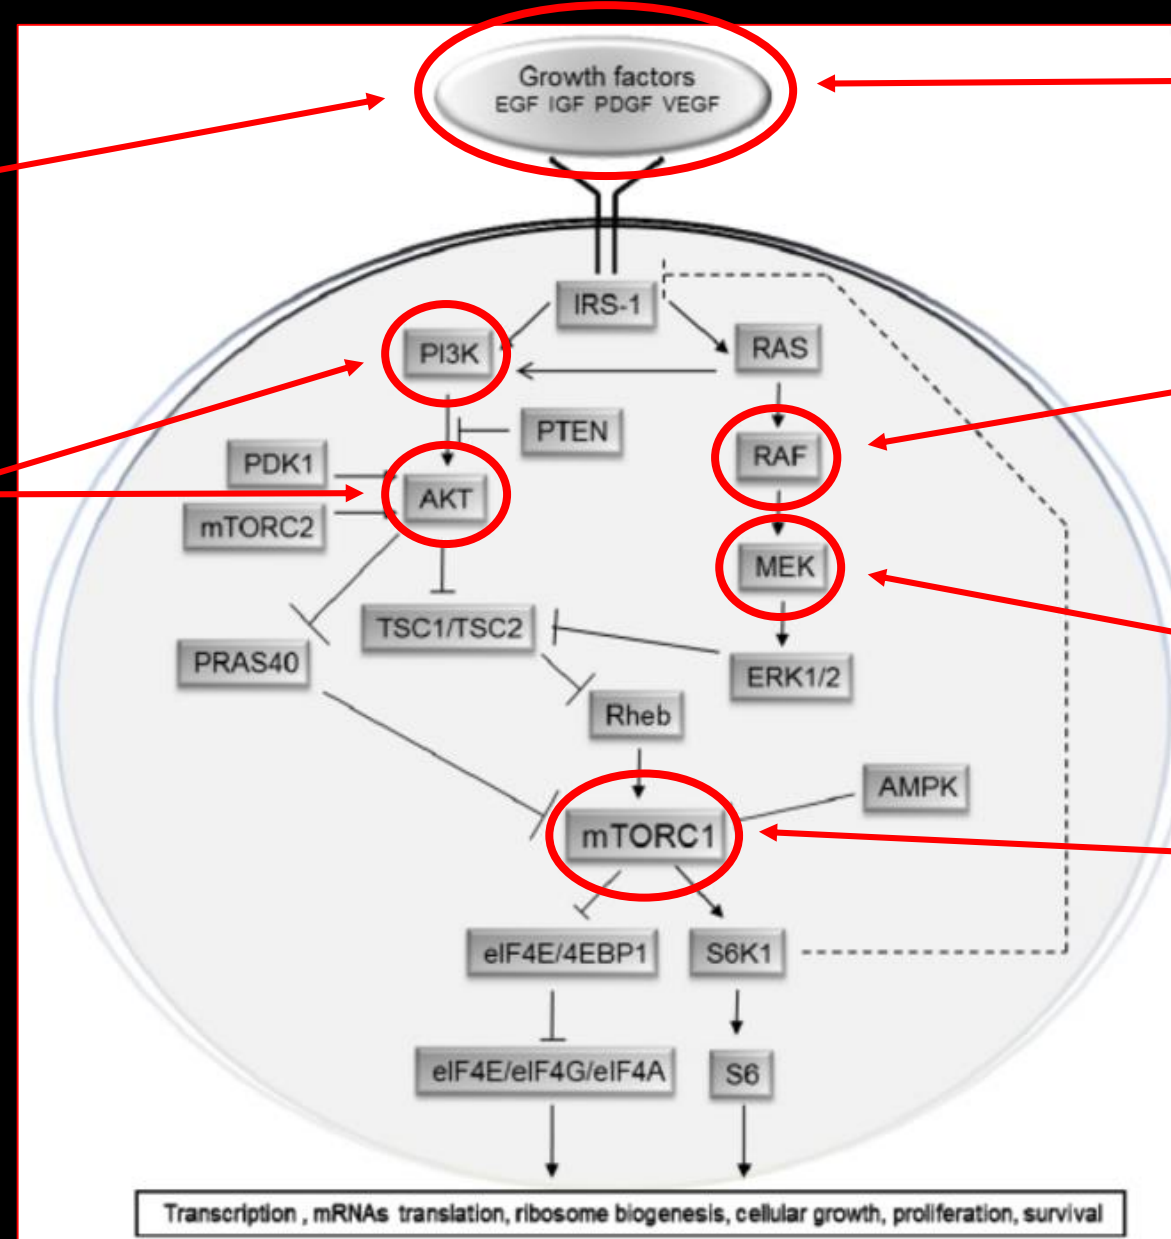 Growth factors
EGF IGF PDGF VEGF
IRS-1
PI3K
RAS
PTEN
RAF
PDK1
AKT
mTORC2
MEK
TSC1/TSC2
PRAS40
ERK1/2
Rheb
AMPK
mTORC1
eIF4E/4EBP1
S6K1
eIF4E/eIF4G/eIF4A
S6
Transcription , mRNAs translation, ribosome biogenesis, cellular growth, proliferation, survival